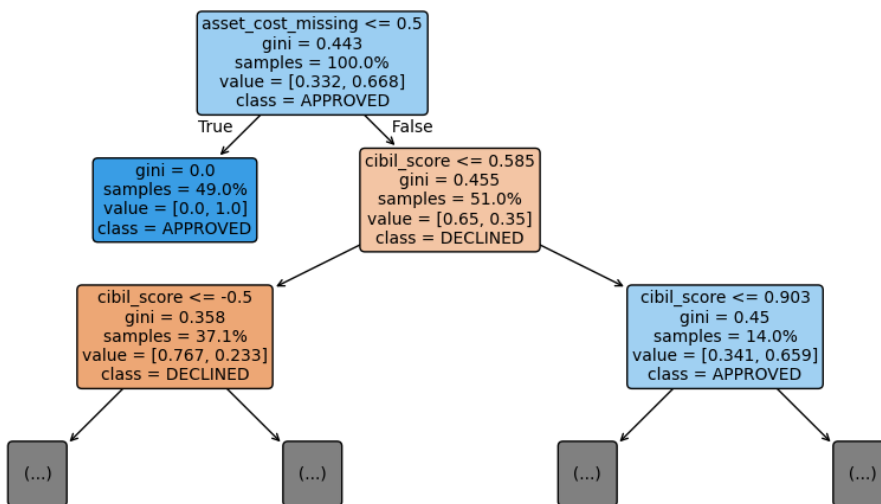 asset_cost_missing <= 0.5
gini = 0.443
samples = 100.0%
value = [0.332, 0.668]
class = APPROVED
True
False
gini = 0.0
samples = 49.0%
value = [0.0, 1.0]
class = APPROVED
cibil_score <= 0.585
gini = 0.455
samples = 51.0%
value = [0.65, 0.35]
class = DECLINED
cibil_score <= -0.5
gini = 0.358
samples = 37.1%
value = [0.767, 0.233]
class = DECLINED
cibil_score <= 0.903
gini = 0.45
samples = 14.0%
value = [0.341, 0.659]
class = APPROVED
(...)
(...)
(...)
(...)